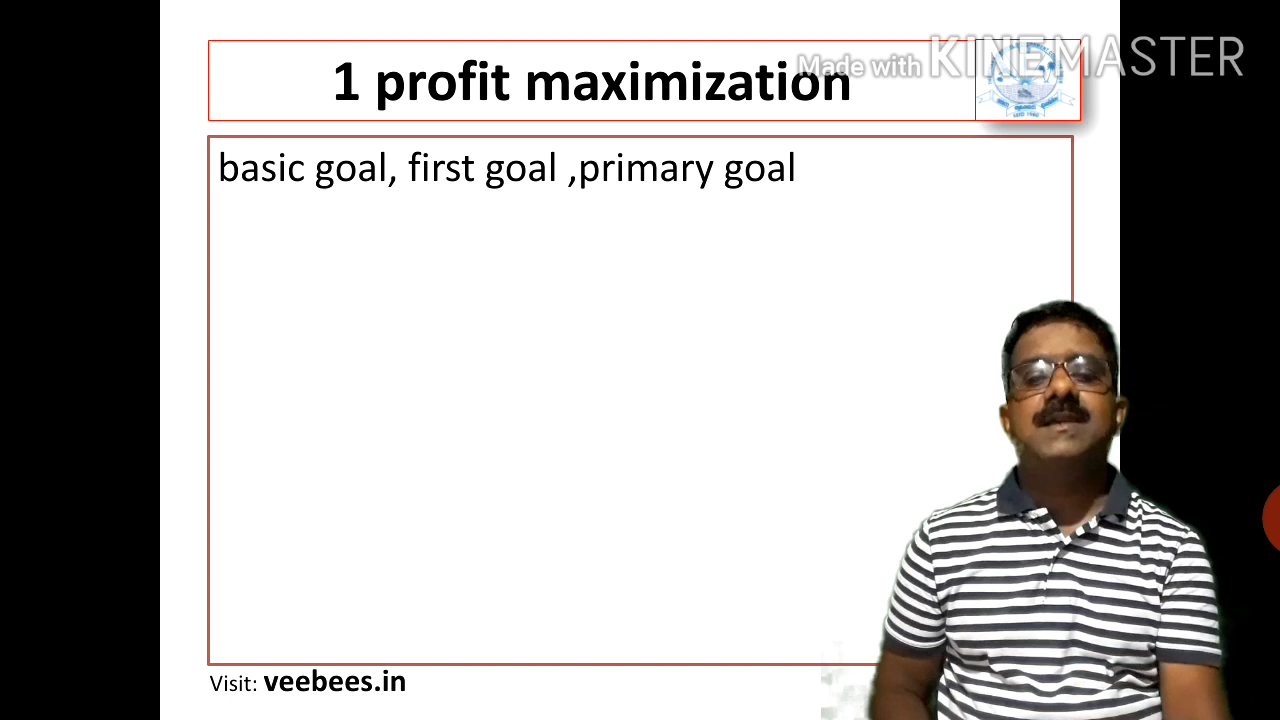 1 profit maximization
Made with KINEMASTER
basic goal, first goal ,primary goal
Visit: veebees.in